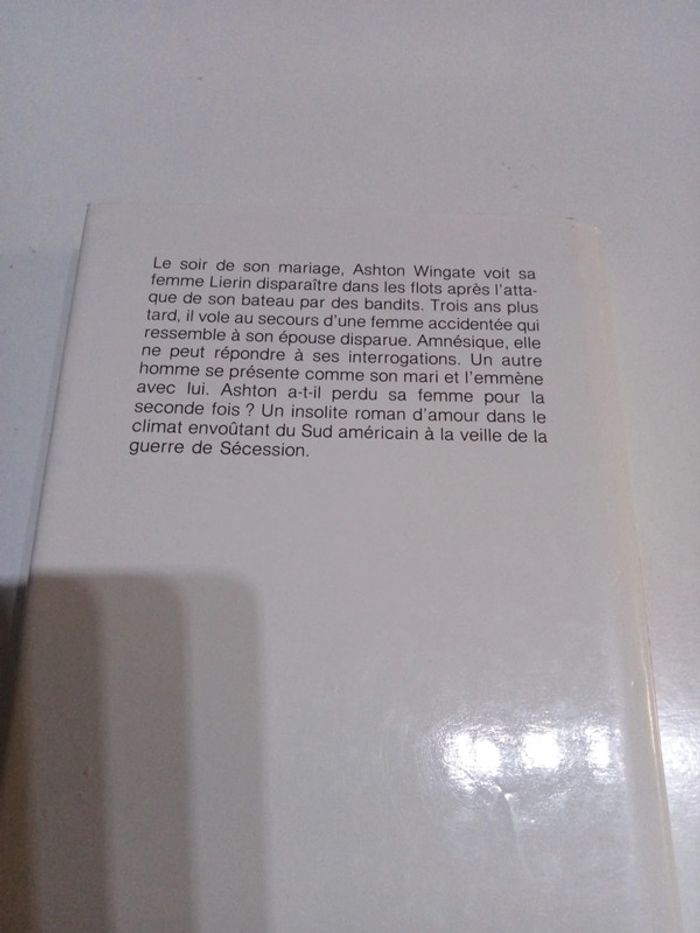 Le soir de son mariage, Ashton Wingate voit sa
femme Lierin disparaître dans les flots après l'atta-
que de son bateau par des bandits. Trois ans plus
tard, il vole au secours d'une femme accidentée qui
ressemble à son épouse disparue. Amnésique, elle
ne peut répondre à ses interrogations. Un autre
homme se présente comme son mari et l'emmène
avec lui. Ashton a-t-il perdu sa femme pour la
seconde fois ? Un insolite roman d'amour dans le
climat envoûtant du Sud américain à la veille de la
guerre de Sécession.